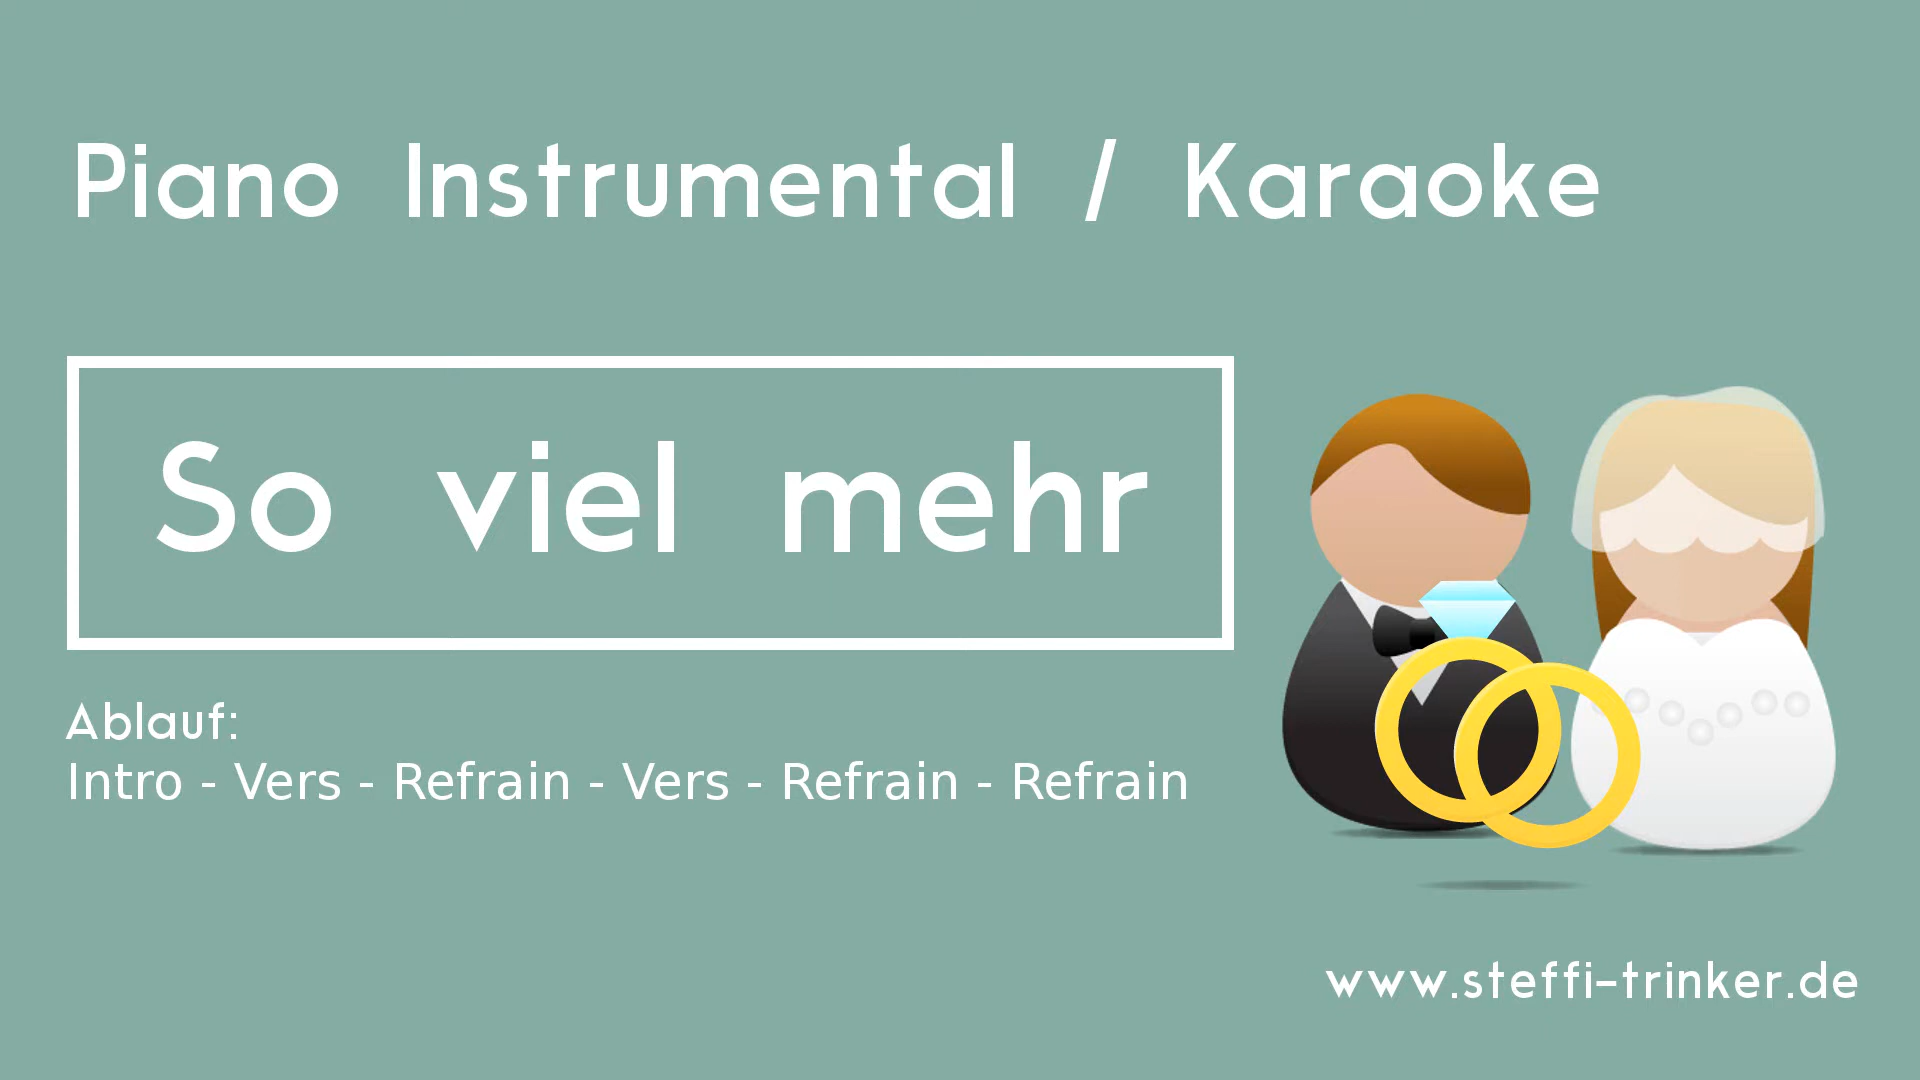 Piano Instrumental / Karaoke
So viel mehr
Ablauf:
Intro - Vers - Refrain - Vers - Refrain - Refrain
www.steffi-trinker.de